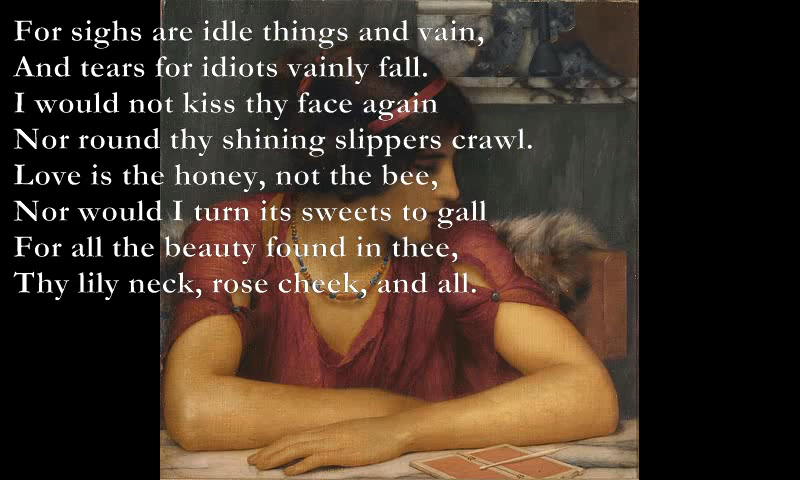 For sighs are idle things and vain,
And tears for idiots vainly fall.
I would not kiss thy face again
Nor round thy shining slippers crawl.
Love is the honey, not the bee,
Nor would I turn its sweets to gall
For all the beauty found in thee,
Thy lily neck, rose cheek, and all.